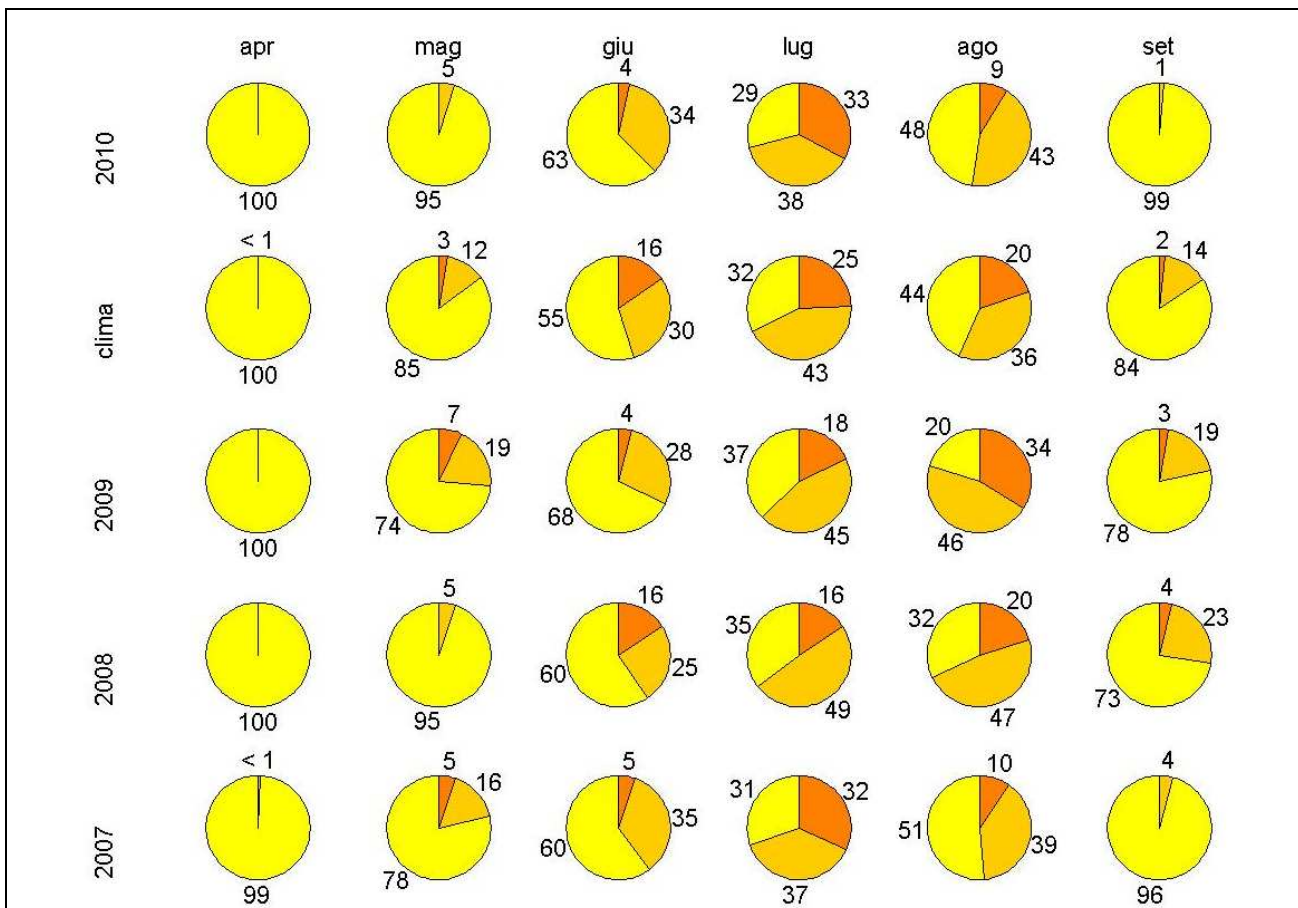 apr mag giu lug ago set
5 4 9 1
2010 29 33 34 48 43 63
100 95 38 99
< 1 3 12 16 25 20 2 14
clima 32 44 55 30
100 85 43 36 84
7 19 4 28 18 20 34 3 19
2009 37
100 74 68 45 46 78
5 16 16 20 4 23
2008 35 32 60 25
100 95 49 47 73
< 1 5 16 5 10 4
2007 31 32 35 51 39 60
99 78 37 96